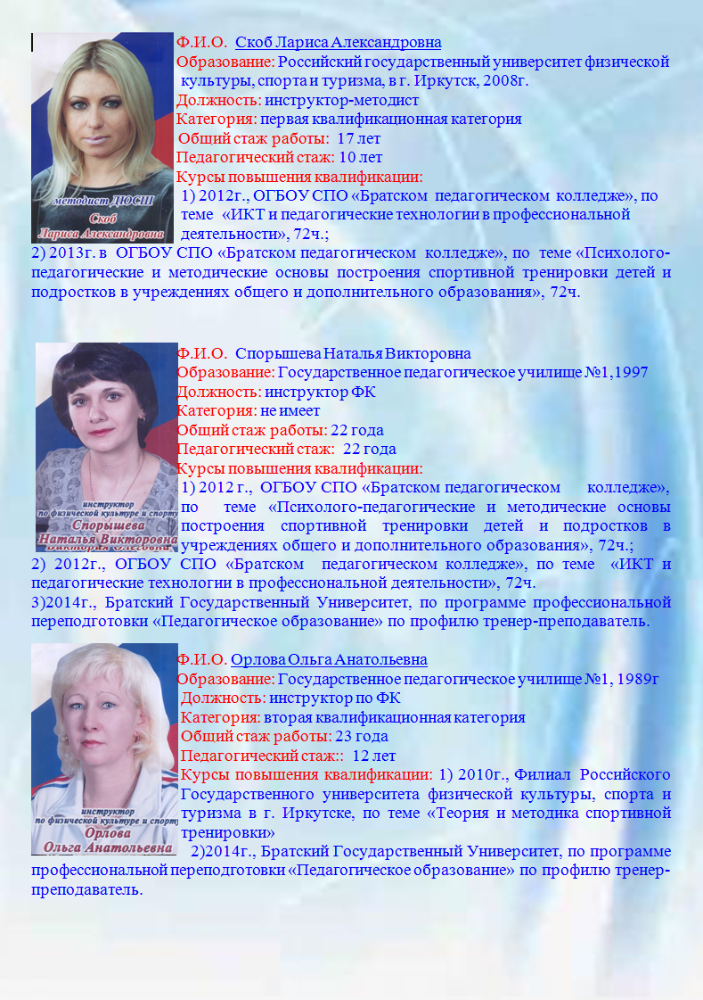 Ф.И.О. Скоб Лариса Александровна
Образование: Российский государственный университет физической
культуры, спорта и туризма, в г. Иркутск, 2008г.
Должность: инструктор-методист
Категория: первая квалификационная категория
Общий стаж работы: 17 лет
Педагогический стаж: 10 лет
Курсы повышения квалификации:
1) 2012г., ОГБОУ СПО «Братском педагогическом колледже», по
теме «ИКТ и педагогические технологии в профессиональной
деятельности», 72ч.;
методист ДЮСШ
Скоб
Лариса Александровна
2) 2013г. в ОГБОУ СПО «Братском педагогическом колледже», по теме «Психолого-
педагогические и методические основы построения спортивной тренировки детей и
подростков в учреждениях общего и дополнительного образования», 72ч.
Ф.И.О. Спорышева Наталья Викторовна
Образование: Государственное педагогическое училище №1,1997
Должность: инструктор ФК
Категория: не имеет
Общий стаж работы: 22 года
Педагогический стаж: 22 года
Курсы повышения квалификации:
1) 2012 г., ОГБОУ СПО «Братском педагогическом колледже»,
по теме «Психолого-педагогические и методические основы
построения спортивной тренировки детей и подростков в
учреждениях общего и дополнительного образования», 72ч.;
инструктор
по физической культуре и спорту
Спорышева
Наталья Викторовна
2) 2012г., ОГБОУ СПО «Братском педагогическом колледже», по теме «ИКТ и
педагогические технологии в профессиональной деятельности», 72ч.
3)2014г., Братский Государственный Университет, по программе профессиональной
переподготовки «Педагогическое образование» по профилю тренер-преподаватель.
Ф.И.О. Орлова Ольга Анатольевна
Образование: Государственное педагогическое училище №1, 1989г
Должность: инструктор по ФК
Категория: вторая квалификационная категория
Общий стаж работы: 23 года
Педагогический стаж:: 12 лет
Курсы повышения квалификации: 1) 2010г., Филиал Российского
Государственного университета физической культуры, спорта и
туризма в г. Иркутске, по теме «Теория и методика спортивной
тренировки»
инструктор
по физической культуре и спорту
Орлова
Ольга Анатольевна
2)2014г., Братский Государственный Университет, по программе
профессиональной переподготовки «Педагогическое образование» по профилю тренер-
преподаватель.